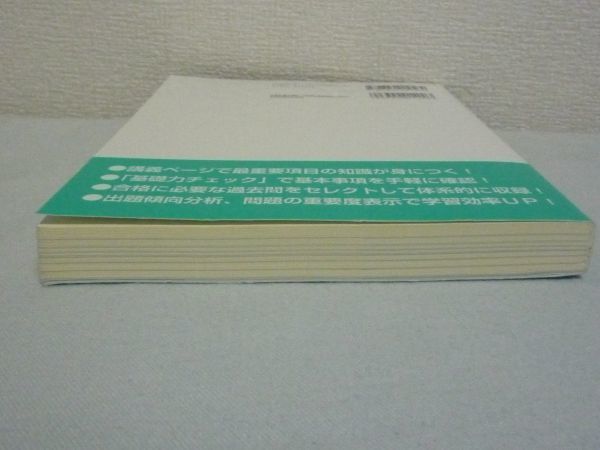 ●講義ページで最重要項目の知識が身につく！
●「基礎力チェック」で基本事項を手軽に確認！
●合格に必要な過去問をセレクトして体系的に収録！
●出題傾向分析、問題の重要度表示で学習効率ＵＰ！